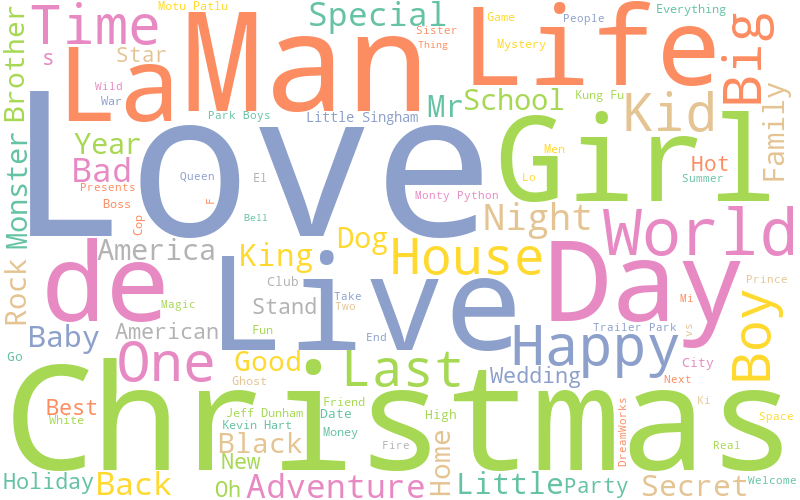 Motu Patlu
Time
Brother
s
Star
La
Man
Special
Sister
Thing
Game
People
Mystery
Everything
Life
Big
Wild
War
Park Boys
Little Singham
Mr
School
Kung Fu
Kid
Family
Year
Bad
Presents
Boss
Monster
Love
Queen
El
F
Cop
Bell
Monty Python
Lo
Men
Girl
Hot
Summer
America
King
Dog
Night
House
World
de
Rock
Magic
Club
Stand
Take
Two
Live
Day
Mi
Prince
Baby
American
Fun
End
Happy
Trailer Park
vs
Boy
Go
One
Good
Ghost
Last
Wedding
City
Next
Christmas
Best
White
Jeff Dunham
Kevin Hart
Friend
Date
Money
High
Fire
Ki
Space
Real
DreamWorks
Black
New
Home
Holiday
Back
Oh
Adventure
Little
Party
Secret
Welcome